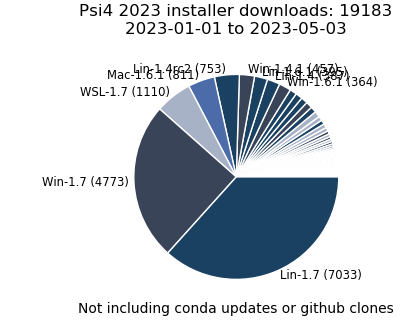 Psi4 2023 installer downloads: 19183
2023-01-01 to 2023-05-03
Lin-1.4rc2 (753)
Win-1.4.1 (457)
Mac-1.6.1 (811)
Win-1.6.1 (364)
WSL-1.7 (1110)
Win-1.7 (4773)
Lin-1.7 (7033)
Not including conda updates or github clones